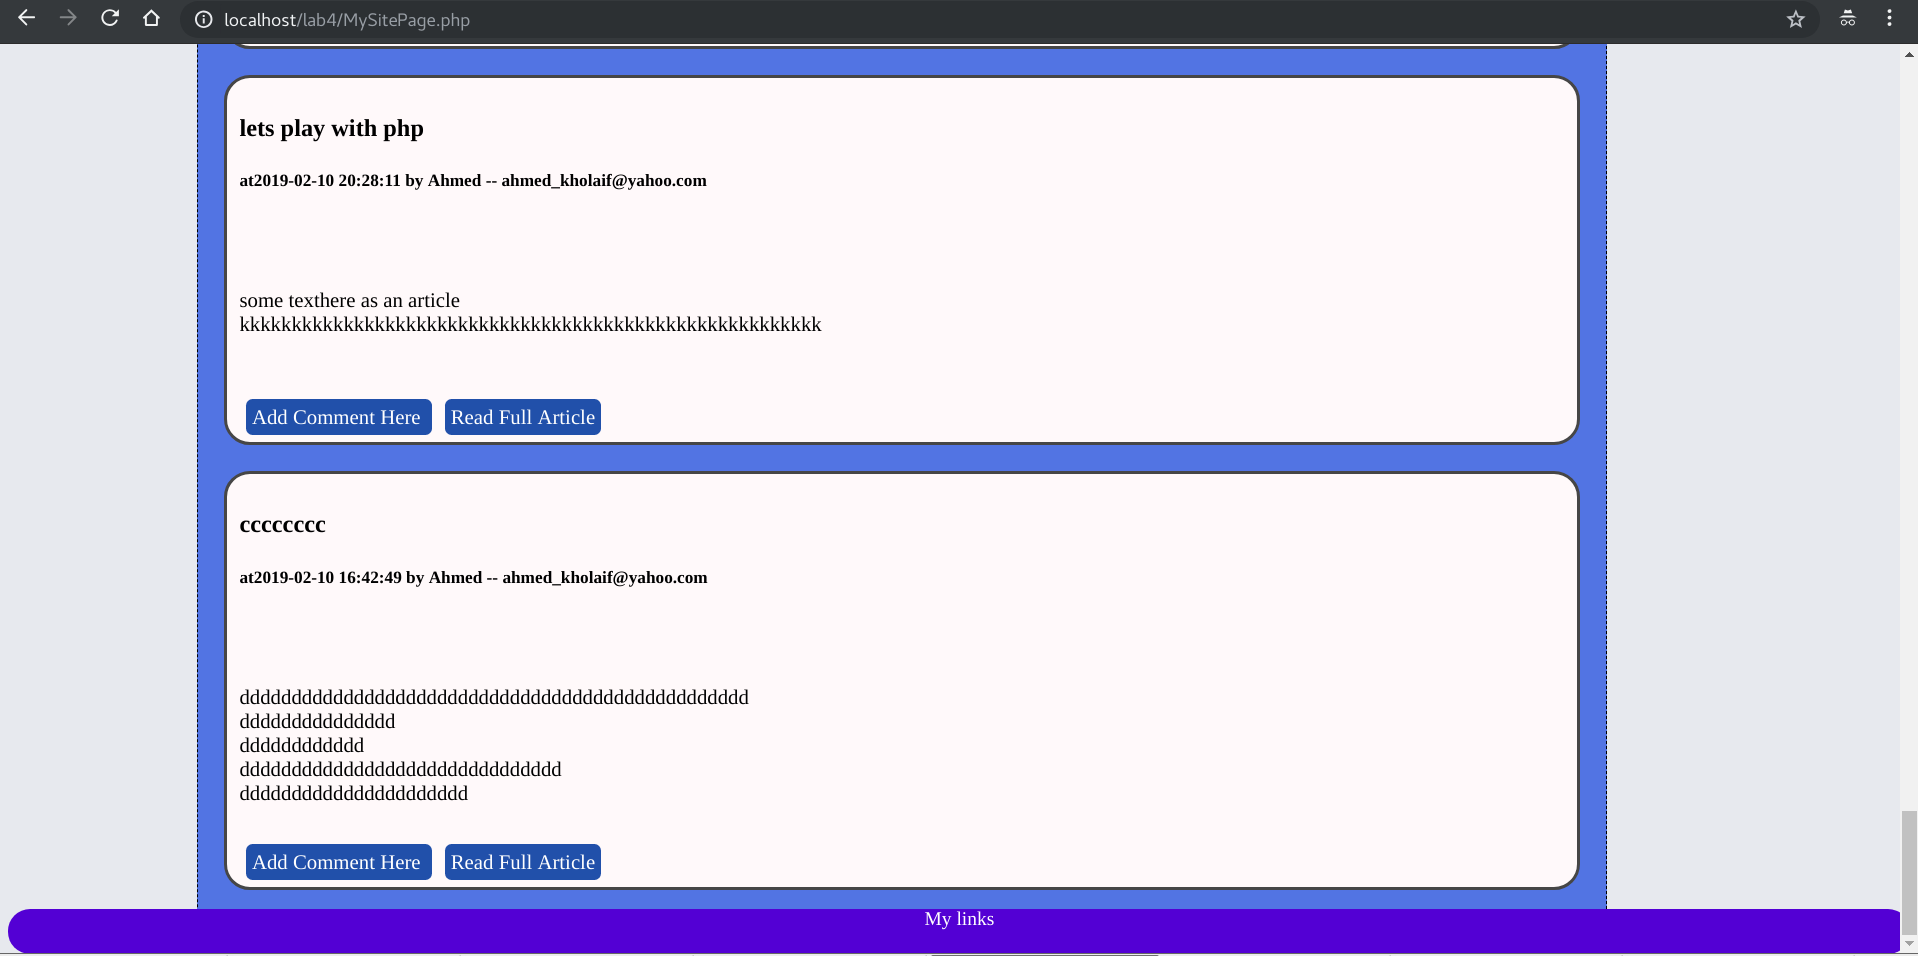 localhost/lab4/MySitePage.php
lets play with php
at2019-02-10 20:28:11 by Ahmed -- ahmed_kholaif@yahoo.com
some texthere as an article
kkkkkkkkkkkkkkkkkkkkkkkkkkkkkkkkkkkkkkkkkkkkkkkkkkkkkkkk
Add Comment Here Read Full Article
cccccccc
at2019-02-10 16:42:49 by Ahmed -- ahmed_kholaif@yahoo.com
ddddddddddddddddddddddddddddddddddddddddddddddddd
ddddddddddddddd
dddddddddddd
ddddddddddddddddddddddddddddddd
dddddddddddddddddddddd
Add Comment Here Read Full Article
My links